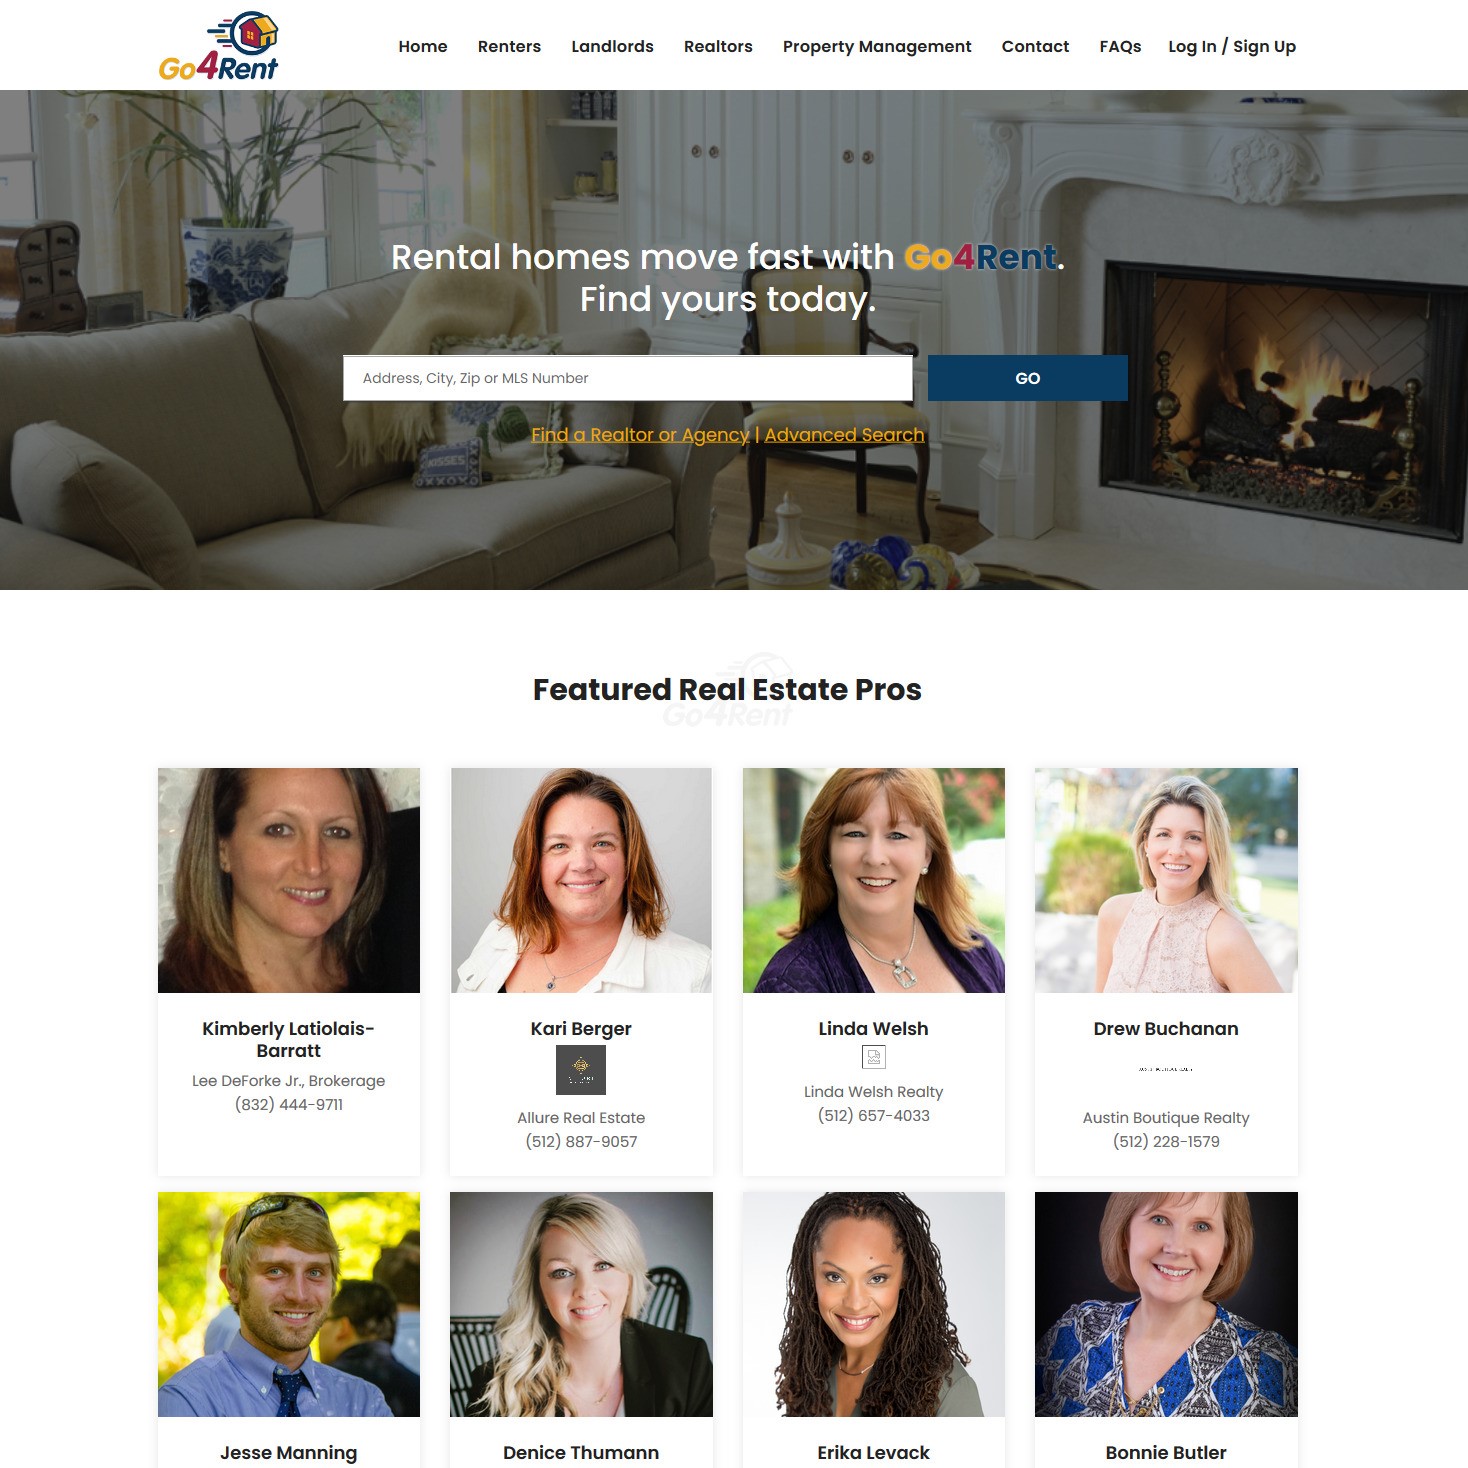 Go4Rent
Home Renters Landlords Realtors Property Management Contact FAQs Log In / Sign Up
Rental homes move fast with Go4Rent.
Find yours today.
Address, City, Zip or MLS Number
GO
Find a Realtor or Agency | Advanced Search
KISSES
Featured Real Estate Pros
Go4Rent
Kimberly Latiolais-
Barratt
Lee DeForke Jr., Brokerage
(832) 444-9711
Kari Berger
Allure Real Estate
(512) 887-9057
Linda Welsh
Linda Welsh Realty
(512) 657-4033
Drew Buchanan
Austin Boutique Realty
(512) 228-1579
Jesse Manning
Denice Thumann
Erika Levack
Bonnie Butler